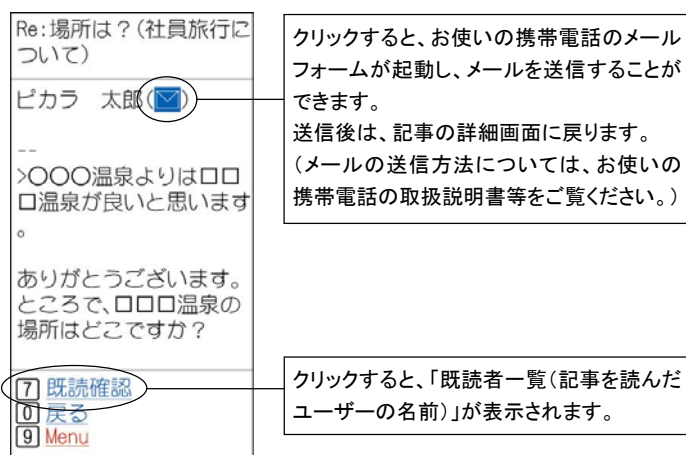 Re:場所は？(社員旅行に
ついて)
ピカラ　太郎(✉)
--
>〇〇〇温泉よりは□□
□温泉が良いと思います
。
ありがとうございます。
ところで、□□□温泉の
場所はどこですか？
7 既読確認
0 戻る
9 Menu
クリックすると、お使いの携帯電話のメール
フォームが起動し、メールを送信することが
できます。
送信後は、記事の詳細画面に戻ります。
（メールの送信方法については、お使いの
携帯電話の取扱説明書等をご覧ください。）
クリックすると、「既読者一覧（記事を読んだ
ユーザーの名前）」が表示されます。